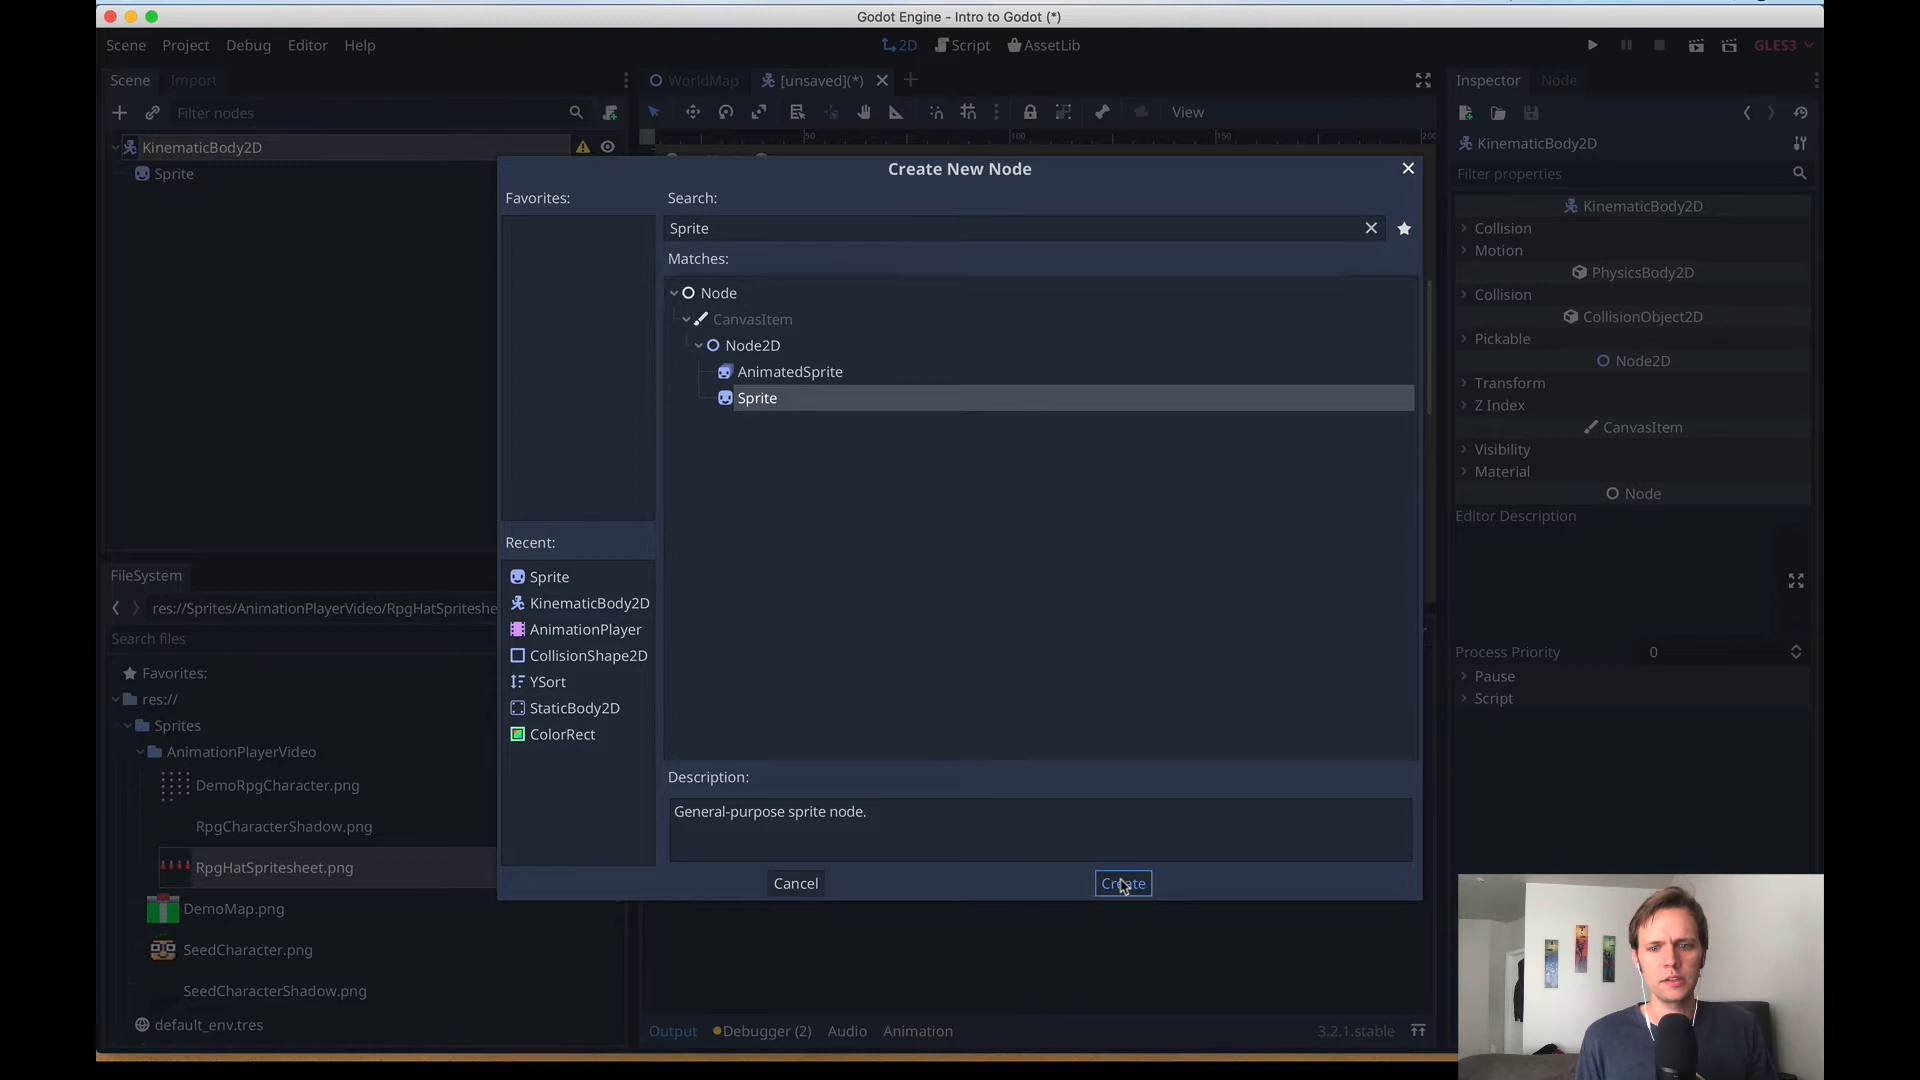 Godot Engine - Intro to Godot (*)
Scene Project Debug Editor Help 2D Script AssetLib GLES3
Scene Import WorldMap [unsaved](*) Inspector Node
Filter nodes View
50 100 150 200
KinematicBody2D KinematicBody2D
Sprite Filter properties
Create New Node
Favorites: Search:
Sprite
Matches:
Node
CanvasItem
Node2D
AnimatedSprite
Sprite
Recent:
Sprite
KinematicBody2D
AnimationPlayer
CollisionShape2D
YSort
StaticBody2D
ColorRect
Description:
General-purpose sprite node.
Cancel Create
KinematicBody2D
Collision
Motion
PhysicsBody2D
Collision
CollisionObject2D
Pickable
Node2D
Transform
Z Index
CanvasItem
Visibility
Material
Node
Editor Description
Process Priority 0
Pause
Script
FileSystem
res://Sprites/AnimationPlayerVideo/RpgHatSpriteshe
Search files
Favorites:
res://
Sprites
AnimationPlayerVideo
DemoRpgCharacter.png
RpgCharacterShadow.png
RpgHatSpritesheet.png
DemoMap.png
SeedCharacter.png
SeedCharacterShadow.png
default_env.tres
Output Debugger (2) Audio Animation 3.2.1.stable